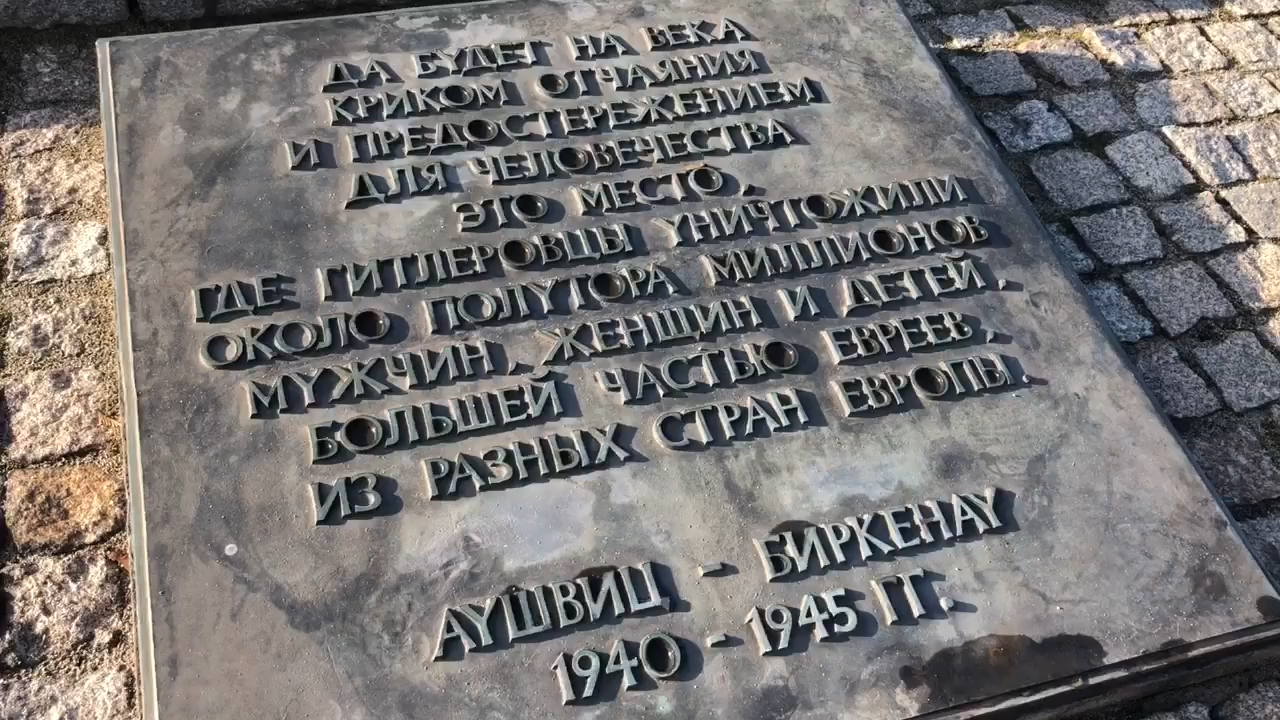 ДА БУДЕТ НА ВЕКА
КРИКОМ ОТЧАЯНИЯ
И ПРЕДОСТЕРЕЖЕНИЕМ
ДЛЯ ЧЕЛОВЕЧЕСТВА
ЭТО МЕСТО,
ГДЕ ГИТЛЕРОВЦЫ УНИЧТОЖИЛИ
ОКОЛО ПОЛУТОРА МИЛЛИОНОВ
МУЖЧИН, ЖЕНЩИН И ДЕТЕЙ,
БОЛЬШЕЙ ЧАСТЬЮ ЕВРЕЕВ,
ИЗ РАЗНЫХ СТРАН ЕВРОПЫ.
АУШВИЦ - БИРКЕНАУ
1940 - 1945 ГГ.